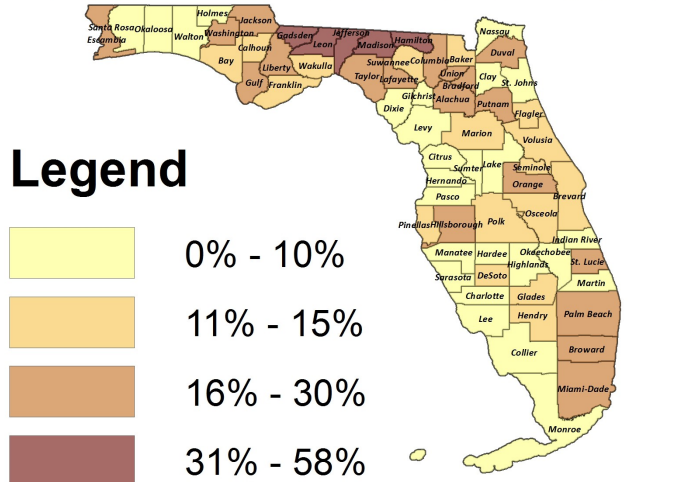 Holmes
Jackson
Nassau
Santa Rosa
Okaloosa
Walton
Washington
Gadsden
Jefferson
Hamilton
Escambia
Leon
Madison
Duval
Calhoun
Bay
Liberty
Wakulla
Suwannee
Columbia
Baker
Gulf
Franklin
Taylor
Lafayette
Union
Bradford
Clay
St. Johns
Gilchrist
Alachua
Putnam
Dixie
Flagler
Levy
Marion
Volusia
Citrus
Sumter
Lake
Seminole
Hernando
Orange
Pasco
Brevard
Legend
Pinellas
Hillsborough
Polk
Osceola
Indian River
0% - 10%
Manatee
Hardee
Okeechobee
Highlands
St. Lucie
Sarasota
DeSoto
Martin
Charlotte
Glades
11% - 15%
Lee
Hendry
Palm Beach
Collier
Broward
16% - 30%
Miami-Dade
Monroe
31% - 58%